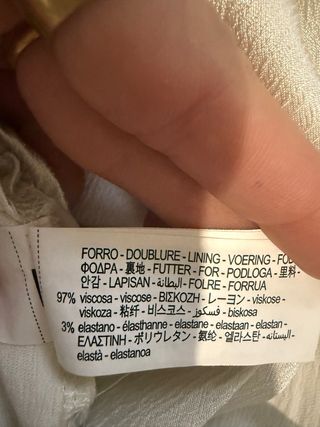 FORRO - DOUBLURE - LINING - VOERING -
ΦΟΔΡΑ - 裏地 - FUTTER - FOR - PODLOGA - 里料 -
안감 - LAPISAN - البطانة - FOLRE - FORRUA
97% viscosa - viscose - ΒΙΣΚΟΖΗ - レーヨン - viskose -
viskoza - 粘纤 - 비스코스 - فسكوز - biskosa
3% elastano - élasthanne - elastane - elastaan - elastan -
ΕΛΑΣΤΙΝΗ - ポリウレタン - 氨纶 - 엘라스탄 - اليستانه -
elastà - elastanoa